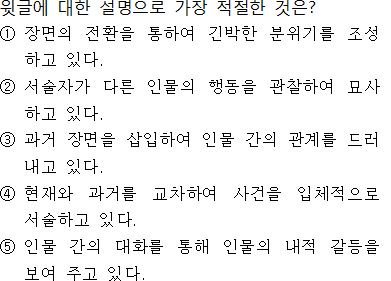 윗글에 대한 설명으로 가장 적절한 것은?
① 장면의 전환을 통하여 긴박한 분위기를 조성
하고 있다.
② 서술자가 다른 인물의 행동을 관찰하여 묘사
하고 있다.
③ 과거 장면을 삽입하여 인물 간의 관계를 드러
내고 있다.
④ 현재와 과거를 교차하여 사건을 입체적으로
서술하고 있다.
⑤ 인물 간의 대화를 통해 인물의 내적 갈등을
보여 주고 있다.